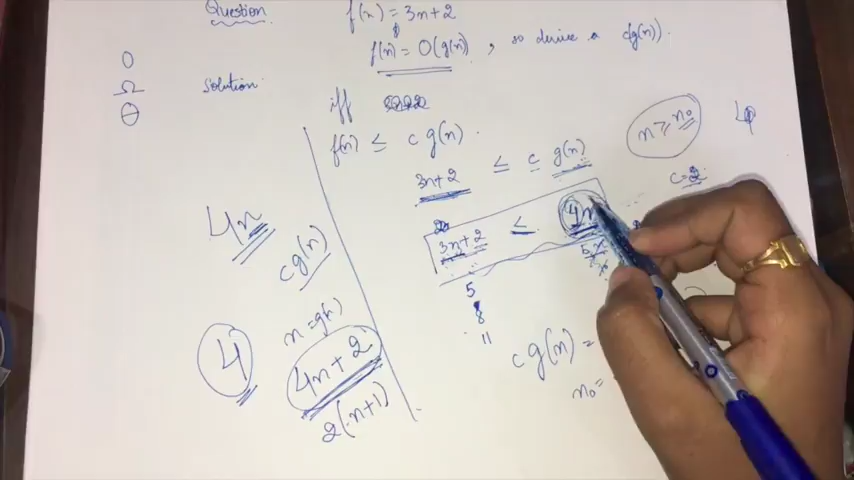 Question f(n) = 3n+2
f(n) = O(g(n)), so derive a cg(n)).
O
Ω
θ
Solution
iff
f(n) ≤ c g(n).
n ≥ n₀
3n+2 ≤ c g(n)
c=2
3n+2 ≤ 4n
5
8
11
4n
cg(n)
n = g(n)
4
4n+2
2(n+1)
c g(n) =
n₀=